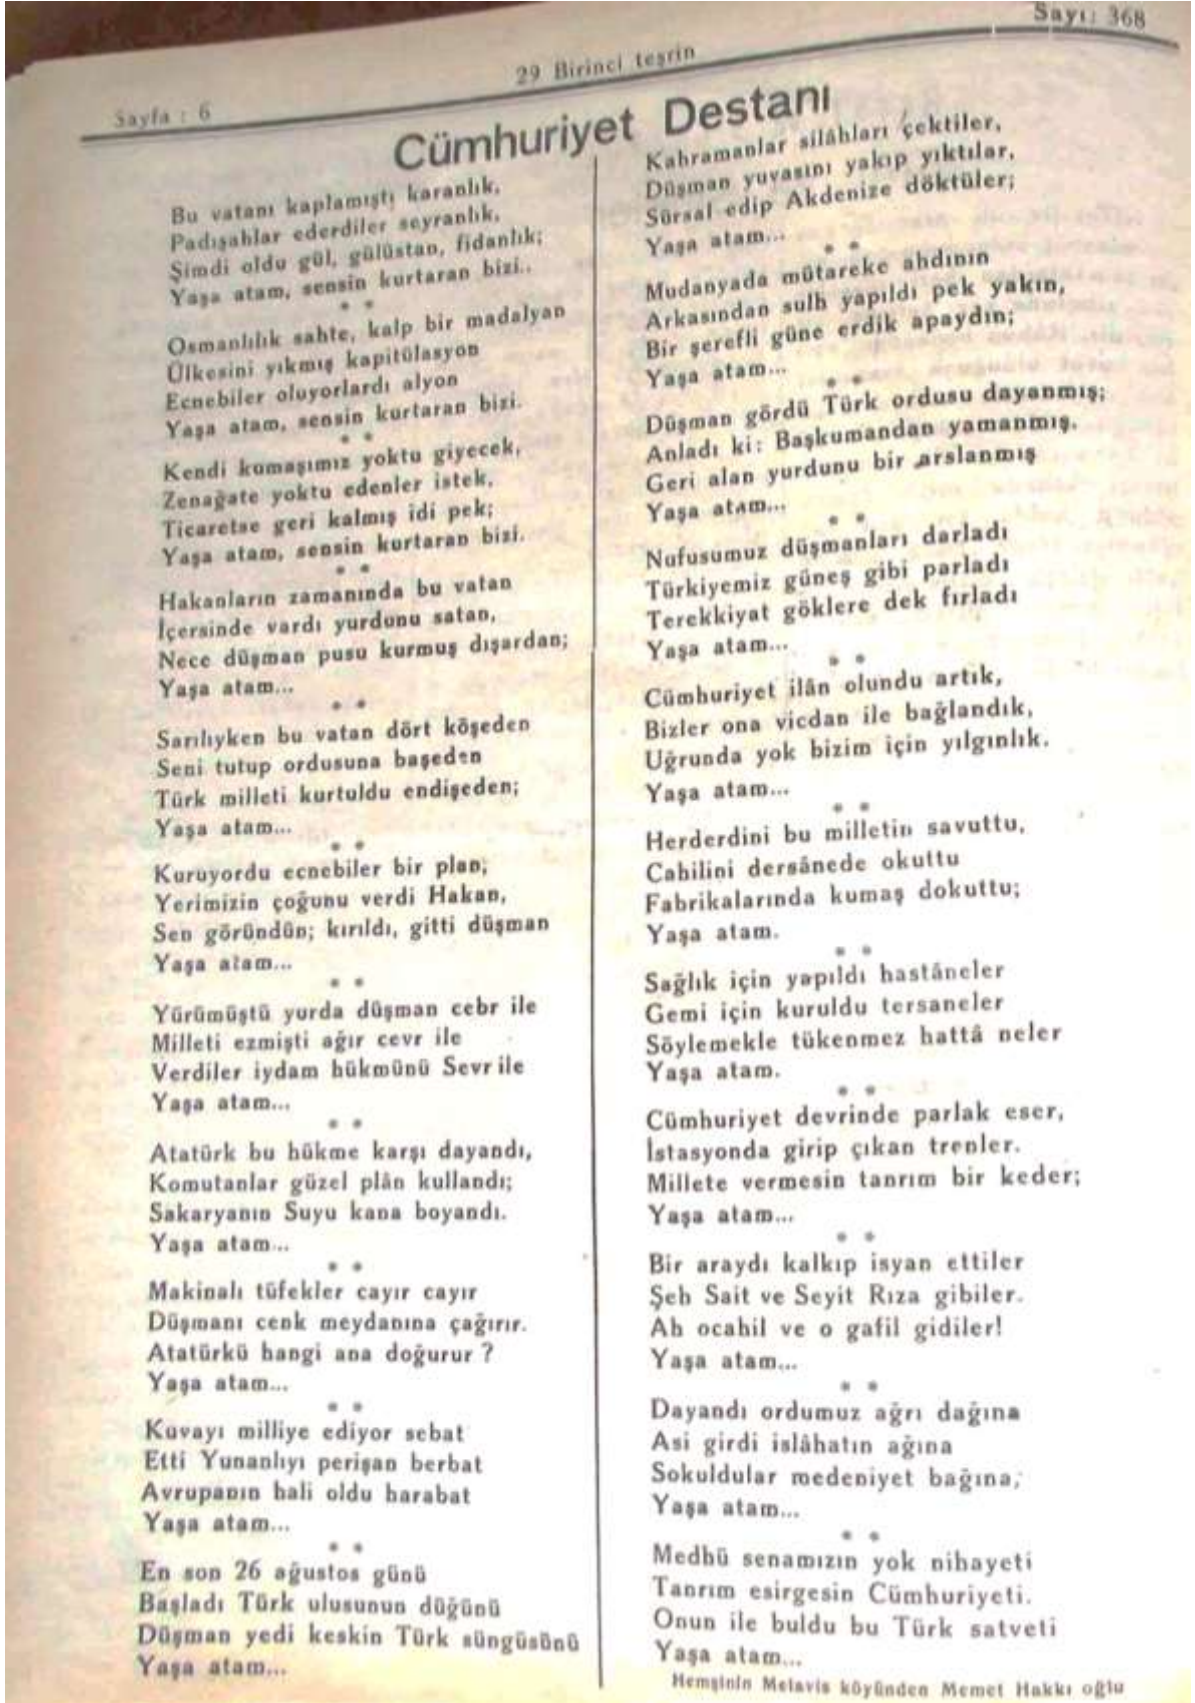 Sayı: 368
29 Birinci teşrin
Sayfa : 6
Cümhuriyet Destanı
Bu vatanı kaplamıştı karanlık,
Padışahlar ederdiler seyranlık,
Şimdi oldu gül, gülüstan, fidanlık;
Yaşa atam, sensin kurtaran bizi..
* *
Osmanlılık sahte, kalp bir madalyan
Ülkesini yıkmış kapitülasyon
Ecnebiler oluyorlardı alyon
Yaşa atam, sensin kurtaran bizi.
* *
Kendi kumaşımız yoktu giyecek,
Zenağate yoktu edenler istek,
Ticaretse geri kalmış idi pek;
Yaşa atam, sensin kurtaran bizi.
* *
Hakanların zamanında bu vatan
İçersinde vardı yurdunu satan,
Nece düşman pusu kurmuş dışardan;
Yaşa atam...
* *
Sarılıyken bu vatan dört köşeden
Seni tutup ordusuna başeden
Türk milleti kurtuldu endişeden;
Yaşa atam...
* *
Kuruyordu ecnebiler bir plan;
Yerimizin çoğunu verdi Hakan,
Sen göründün; kırıldı, gitti düşman
Yaşa atam...
* *
Yürümüştü yurda düşman cebr ile
Milleti ezmişti ağır cevr ile
Verdiler iydam hükmünü Sevr ile
Yaşa atam...
* *
Atatürk bu hükme karşı dayandı,
Komutanlar güzel plân kullandı;
Sakaryanın Suyu kana boyandı.
Yaşa atam...
* *
Makinalı tüfekler cayır cayır
Düşmanı cenk meydanına çağırır.
Atatürkü hangi ana doğurur ?
Yaşa atam...
* *
Kuvayı milliye ediyor sebat
Etti Yunanlıyı perişan berbat
Avrupanın hali oldu harabat
Yaşa atam...
* *
En son 26 ağustos günü
Başladı Türk ulusunun düğünü
Düşman yedi keskin Türk süngüsünü
Yaşa atam...
Kahramanlar silâhları çektiler,
Düşman yuvasını yakıp yıktılar,
Sürsal edip Akdenize döktüler;
Yaşa atam...
* *
Mudanyada mütareke ahdının
Arkasından sulh yapıldı pek yakın,
Bir şerefli güne erdik apaydın;
Yaşa atam...
* *
Düşman gördü Türk ordusu dayanmış;
Anladı ki: Başkumandan yamanmış.
Geri alan yurdunu bir arslanmış
Yaşa atam...
* *
Nufusumuz düşmanları darladı
Türkiyemiz güneş gibi parladı
Terekkiyat göklere dek fırladı
Yaşa atam...
* *
Cümhuriyet ilân olundu artık,
Bizler ona vicdan ile bağlandık,
Uğrunda yok bizim için yılgınlık.
Yaşa atam...
* *
Herderdini bu milletin savuttu,
Cahilini dersânede okuttu
Fabrikalarında kumaş dokuttu;
Yaşa atam.
* *
Sağlık için yapıldı hastâneler
Gemi için kuruldu tersaneler
Söylemekle tükenmez hattâ neler
Yaşa atam.
* *
Cümhuriyet devrinde parlak eser,
İstasyonda girip çıkan trenler.
Millete vermesin tanrım bir keder;
Yaşa atam...
* *
Bir araydı kalkıp isyan ettiler
Şeh Sait ve Seyit Rıza gibiler.
Ah ocahil ve o gafil gidiler!
Yaşa atam...
* *
Dayandı ordumuz ağrı dağına
Asi girdi islâhatın ağına
Sokuldular medeniyet bağına;
Yaşa atam...
* *
Medhü senamızın yok nihayeti
Tanrım esirgesin Cümhuriyeti.
Onun ile buldu bu Türk satveti
Yaşa atam...
Hemşinin Melavis köyünden Memet Hakkı oğlu